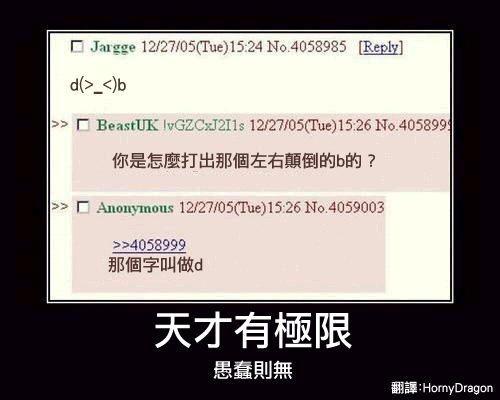 Jargge 12/27/05(Tue)15:24 No.4058985 [Reply]
d(>_<)b
>> BeastUK !vGZCxJ2I1s 12/27/05(Tue)15:26 No.4058999
你是怎麼打出那個左右顛倒的b的？
>> Anonymous 12/27/05(Tue)15:26 No.4059003
>>4058999
那個字叫做d
天才有極限
愚蠢則無
翻譯:HornyDragon